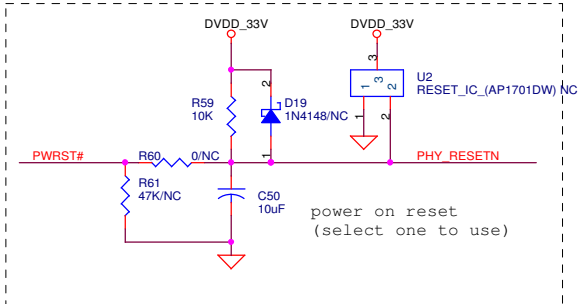 DVDD_33V
DVDD_33V
3
2
U2
RESET_IC_(AP1701DW) NC
1
3
2
R59
10K
D19
1N4148/NC
1
2
1
PWRST#
R60
0/NC
PHY_RESETN
R61
47K/NC
C50
10uF
power on reset
(select one to use)